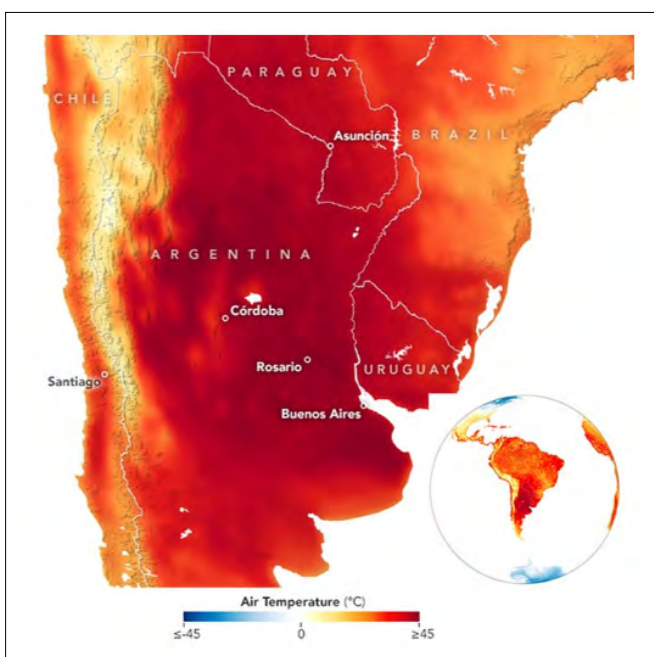 PARAGUAY
CHILE
Asunción
BRAZIL
ARGENTINA
Córdoba
Rosario
Santiago
URUGUAY
Buenos Aires
Air Temperature (°C)
≤-45 0 ≥45